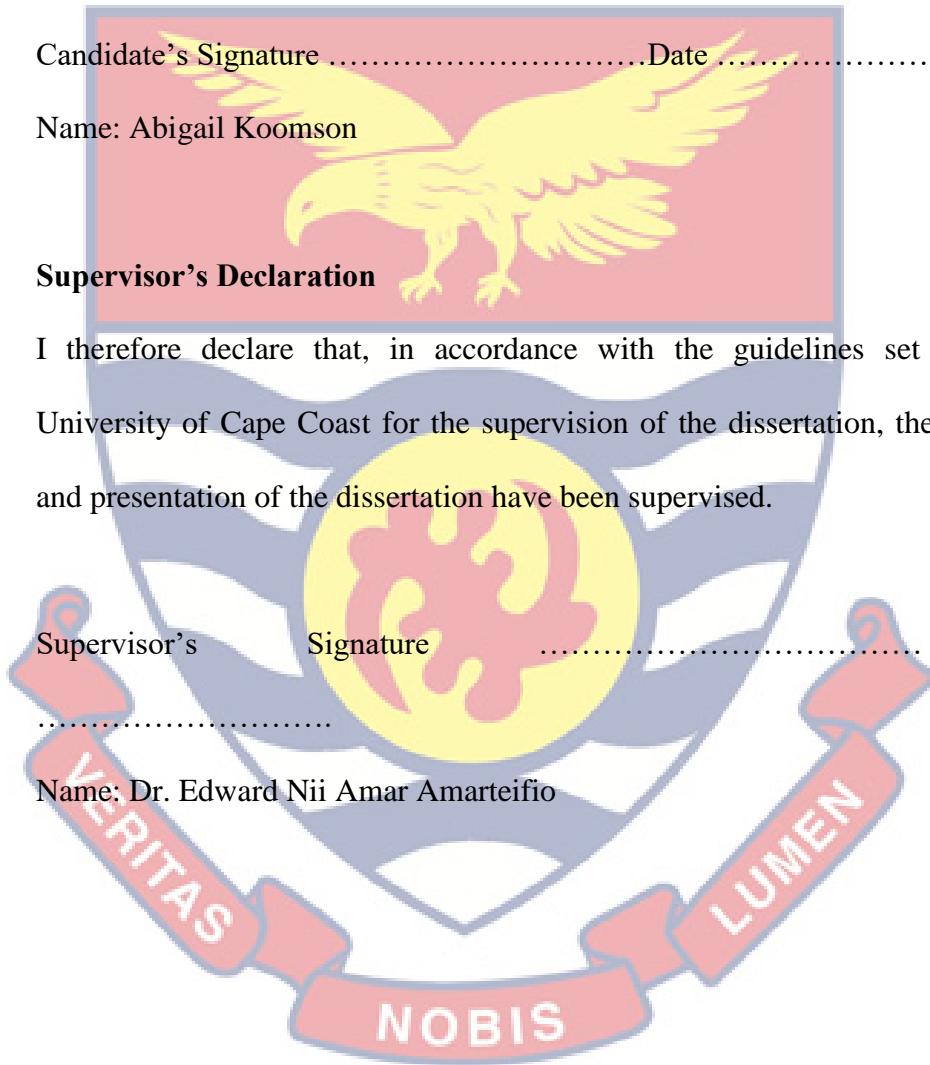 Candidate’s Signature …………………………Date …………………
Name: Abigail Koomson
Supervisor’s Declaration
I therefore declare that, in accordance with the guidelines set
University of Cape Coast for the supervision of the dissertation, the
and presentation of the dissertation have been supervised.
Supervisor’s Signature ………………………………
……………………….
Name: Dr. Edward Nii Amar Amarteifio
VERITAS
NOBIS
LUMEN